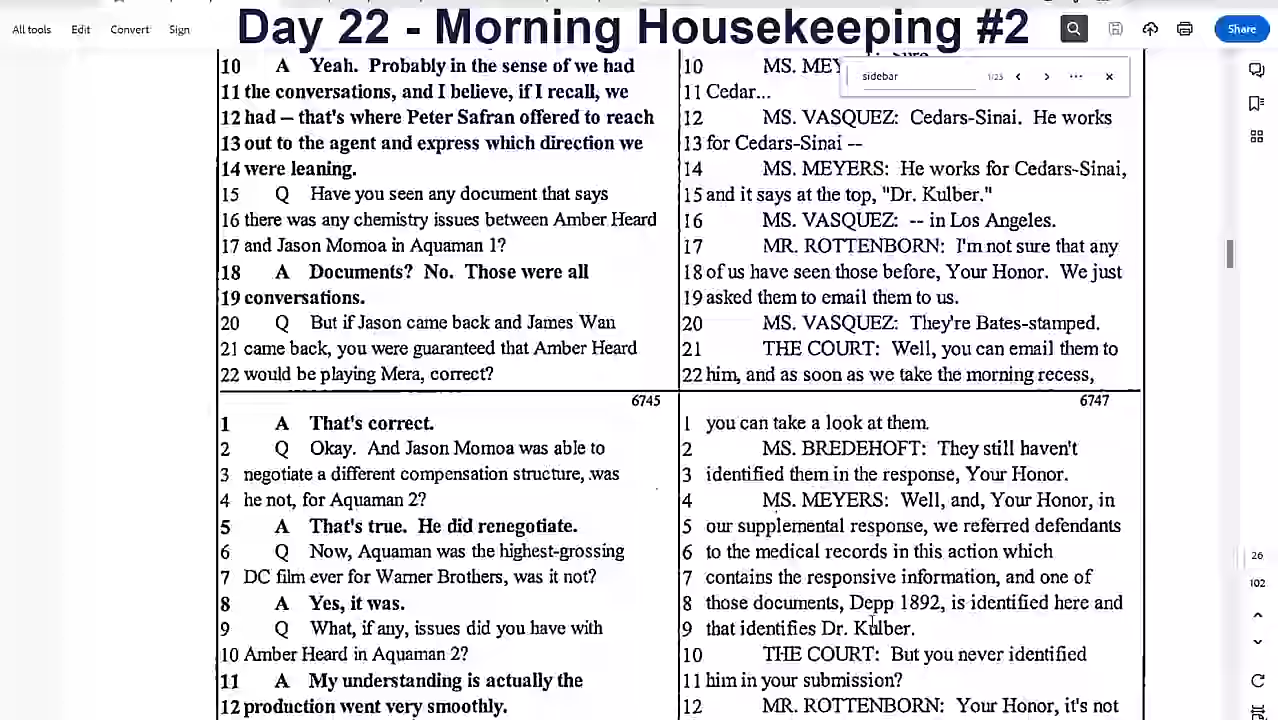 Day 22 - Morning Housekeeping #2
All tools
Edit
Convert
Sign
Share
sidebar
1/23
10 A Yeah. Probably in the sense of we had
11 the conversations, and I believe, if I recall, we
12 had – that's where Peter Safran offered to reach
13 out to the agent and express which direction we
14 were leaning.
15 Q Have you seen any document that says
16 there was any chemistry issues between Amber Heard
17 and Jason Momoa in Aquaman 1?
18 A Documents? No. Those were all
19 conversations.
20 Q But if Jason came back and James Wan
21 came back, you were guaranteed that Amber Heard
22 would be playing Mera, correct?
6745
1 A That's correct.
2 Q Okay. And Jason Momoa was able to
3 negotiate a different compensation structure, was
4 he not, for Aquaman 2?
5 A That's true. He did renegotiate.
6 Q Now, Aquaman was the highest-grossing
7 DC film ever for Warner Brothers, was it not?
8 A Yes, it was.
9 Q What, if any, issues did you have with
10 Amber Heard in Aquaman 2?
11 A My understanding is actually the
12 production went very smoothly.
10 MS. MEY
11 Cedar...
12 MS. VASQUEZ: Cedars-Sinai. He works
13 for Cedars-Sinai --
14 MS. MEYERS: He works for Cedars-Sinai,
15 and it says at the top, "Dr. Kulber."
16 MS. VASQUEZ: -- in Los Angeles.
17 MR. ROTTENBORN: I'm not sure that any
18 of us have seen those before, Your Honor. We just
19 asked them to email them to us.
20 MS. VASQUEZ: They're Bates-stamped.
21 THE COURT: Well, you can email them to
22 him, and as soon as we take the morning recess,
6747
1 you can take a look at them.
2 MS. BREDEHOFT: They still haven't
3 identified them in the response, Your Honor.
4 MS. MEYERS: Well, and, Your Honor, in
5 our supplemental response, we referred defendants
6 to the medical records in this action which
7 contains the responsive information, and one of
8 those documents, Depp 1892, is identified here and
9 that identifies Dr. Kulber.
10 THE COURT: But you never identified
11 him in your submission?
12 MR. ROTTENBORN: Your Honor, it's not
26
102